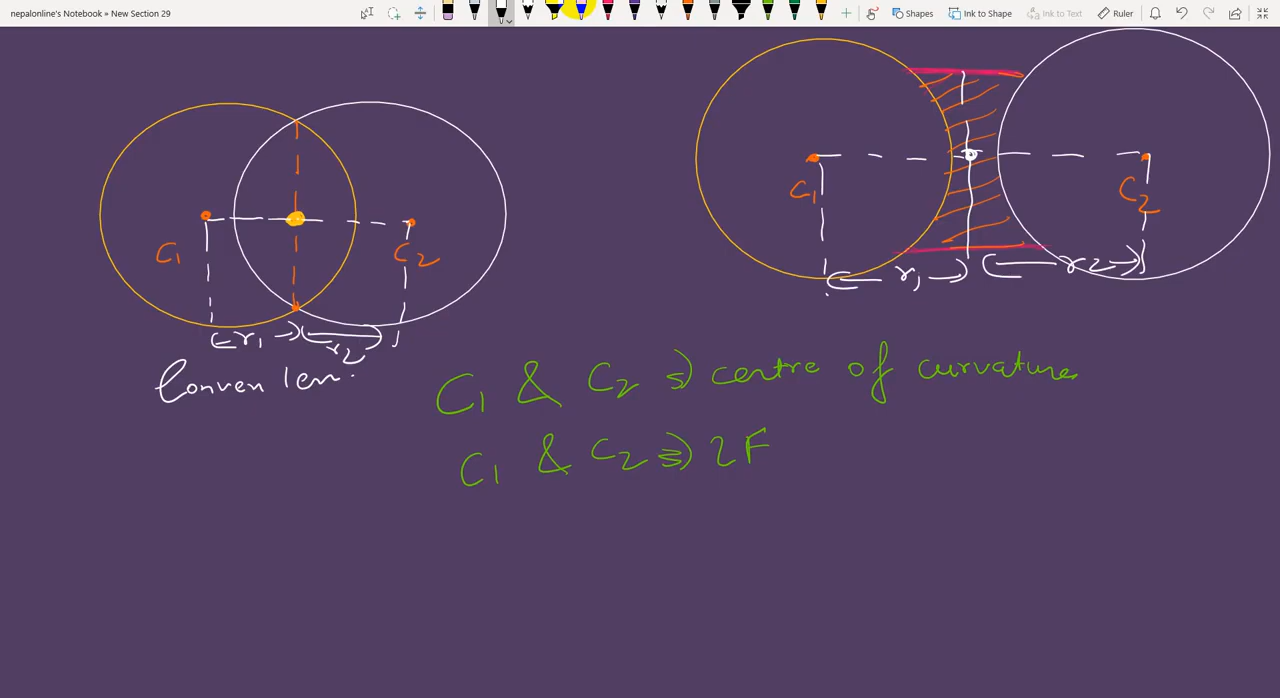 nepalonline's Notebook » New Section 29
Shapes
Ink to Shape
Ink to Text
Ruler
C1
C2
r1
r2
Conven len.
C1
C2
r1
r2
C1 & C2 ⇒ centre of curvature
C1 & C2 ⇒ 2F